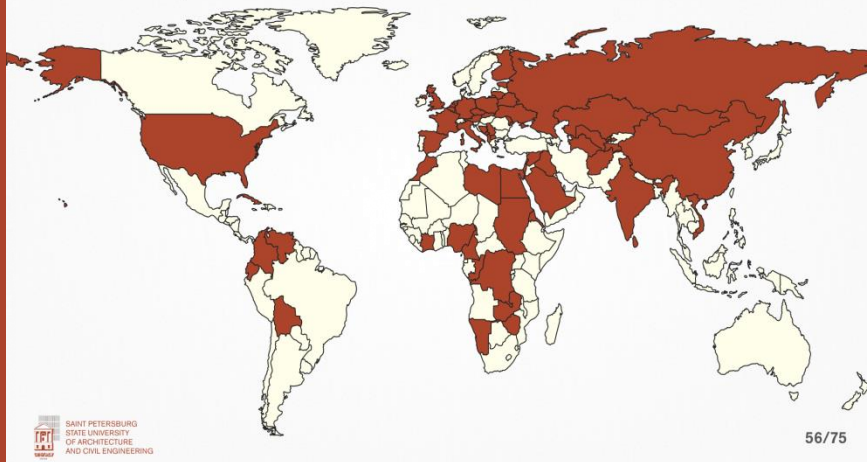 SAINT PETERSBURG
STATE UNIVERSITY
OF ARCHITECTURE
AND CIVIL ENGINEERING
56/75